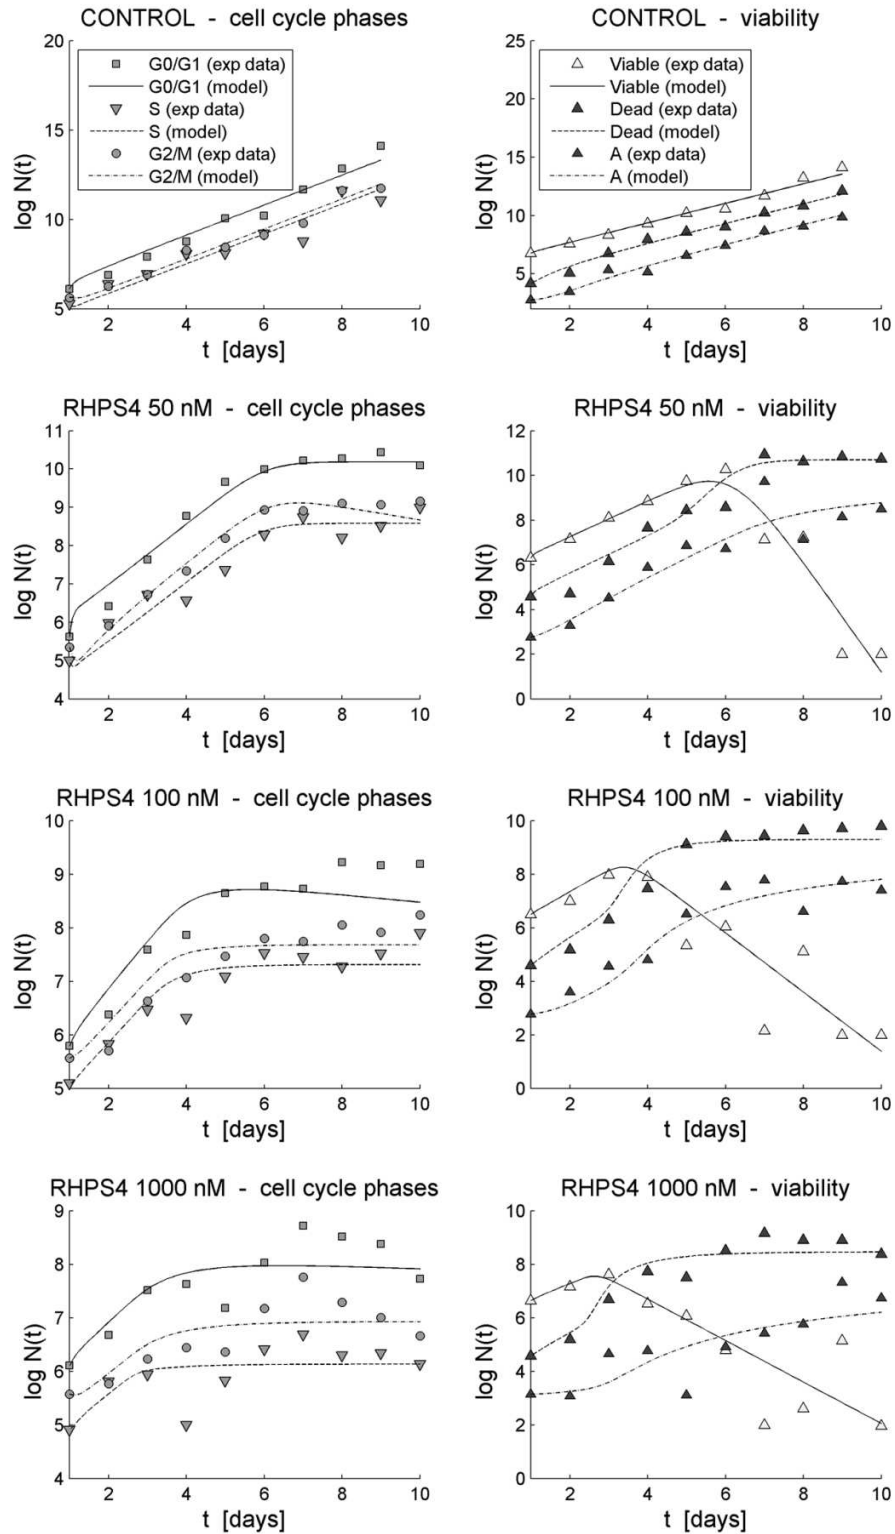 CONTROL - cell cycle phases
20
15
10
5
2 4 6 8 10
log N(t)
t [days]
G0/G1 (exp data)
G0/G1 (model)
S (exp data)
S (model)
G2/M (exp data)
G2/M (model)
CONTROL - viability
25
20
15
10
5
2 4 6 8 10
log N(t)
t [days]
Viable (exp data)
Viable (model)
Dead (exp data)
Dead (model)
A (exp data)
A (model)
RHPS4 50 nM - cell cycle phases
11
10
9
8
7
6
5
4
2 4 6 8 10
log N(t)
t [days]
RHPS4 50 nM - viability
12
10
8
6
4
2
0
2 4 6 8 10
log N(t)
t [days]
RHPS4 100 nM - cell cycle phases
10
9
8
7
6
5
2 4 6 8 10
log N(t)
t [days]
RHPS4 100 nM - viability
10
8
6
4
2
0
2 4 6 8 10
log N(t)
t [days]
RHPS4 1000 nM - cell cycle phases
9
8
7
6
5
4
2 4 6 8 10
log N(t)
t [days]
RHPS4 1000 nM - viability
10
8
6
4
2
0
2 4 6 8 10
log N(t)
t [days]